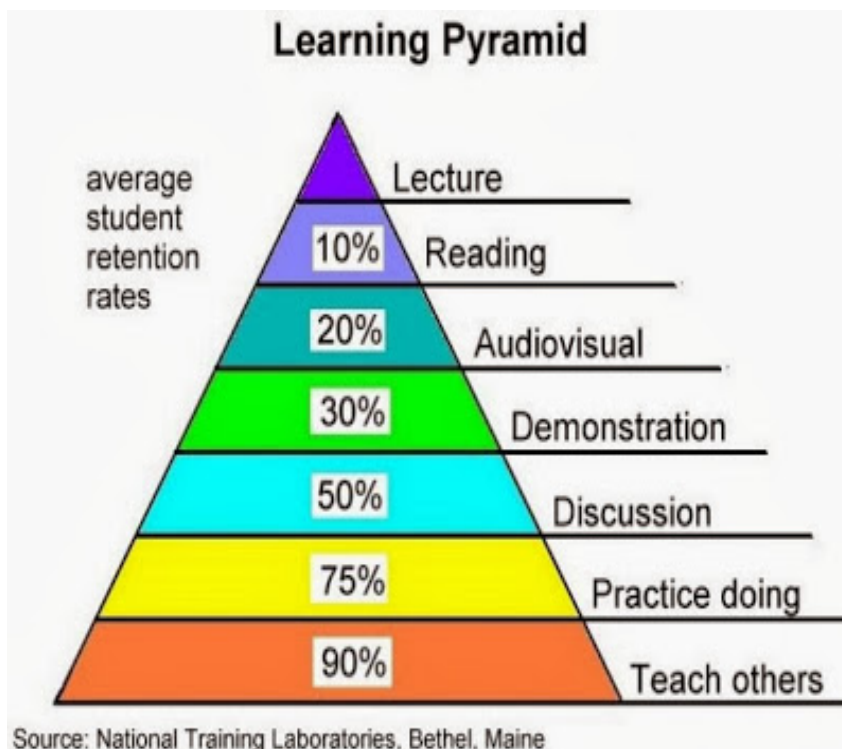 Learning Pyramid
average
student
retention
rates
Lecture
10%
Reading
20%
Audiovisual
30%
Demonstration
50%
Discussion
75%
Practice doing
90%
Teach others
Source: National Training Laboratories, Bethel, Maine